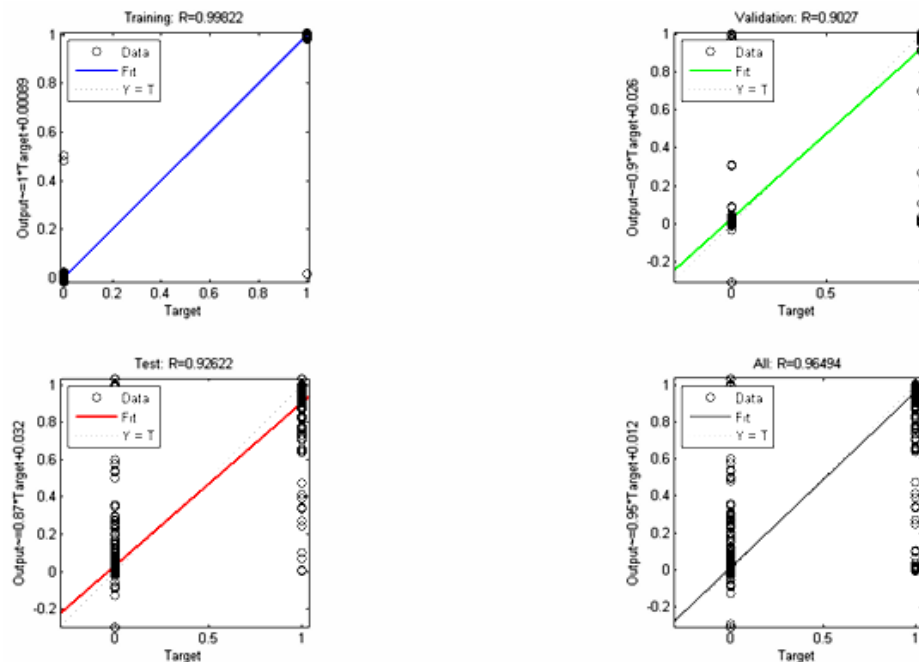 Training: R=0.99822
Output~=1*Target+0.00089
1
0.8
0.6
0.4
0.2
0
Data
Fit
Y = T
0 0.2 0.4 0.6 0.8 1
Target
Validation: R=0.9027
Output~=0.9*Target+0.026
1
0.8
0.6
0.4
0.2
0
-0.2
Data
Fit
Y = T
0 0.5 1
Target
Test: R=0.92622
Output~=0.87*Target+0.032
1
0.8
0.6
0.4
0.2
0
-0.2
Data
Fit
Y = T
0 0.5 1
Target
All: R=0.96494
Output~=0.95*Target+0.012
1
0.8
0.6
0.4
0.2
0
-0.2
Data
Fit
Y = T
0 0.5 1
Target